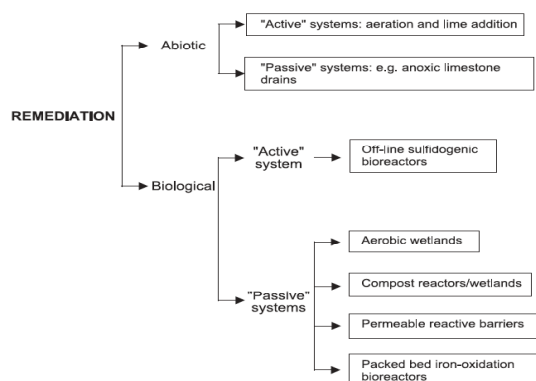 "Active" systems: aeration and lime addition
Abiotic
"Passive" systems: e.g. anoxic limestone
drains
REMEDIATION
"Active"
system
Off-line sulfidogenic
bioreactors
Biological
Aerobic wetlands
Compost reactors/wetlands
"Passive"
systems
Permeable reactive barriers
Packed bed iron-oxidation
bioreactors